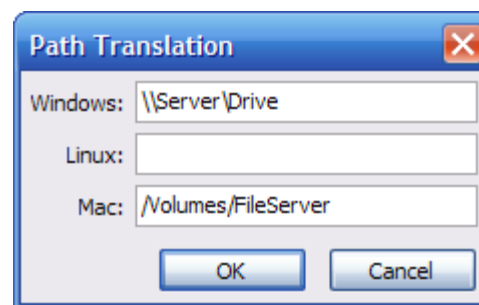 Path Translation
Windows: \\Server\Drive
Linux:
Mac: /Volumes/FileServer
OK Cancel